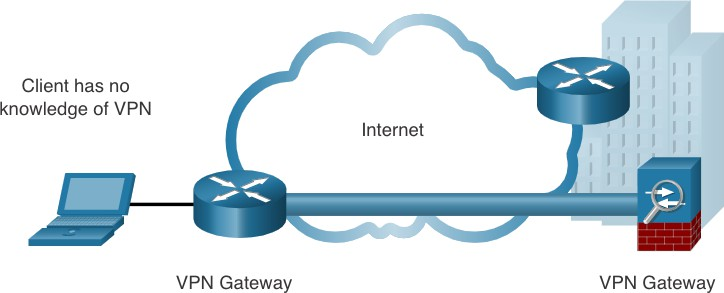 Client has no
knowledge of VPN
Internet
VPN Gateway
VPN Gateway